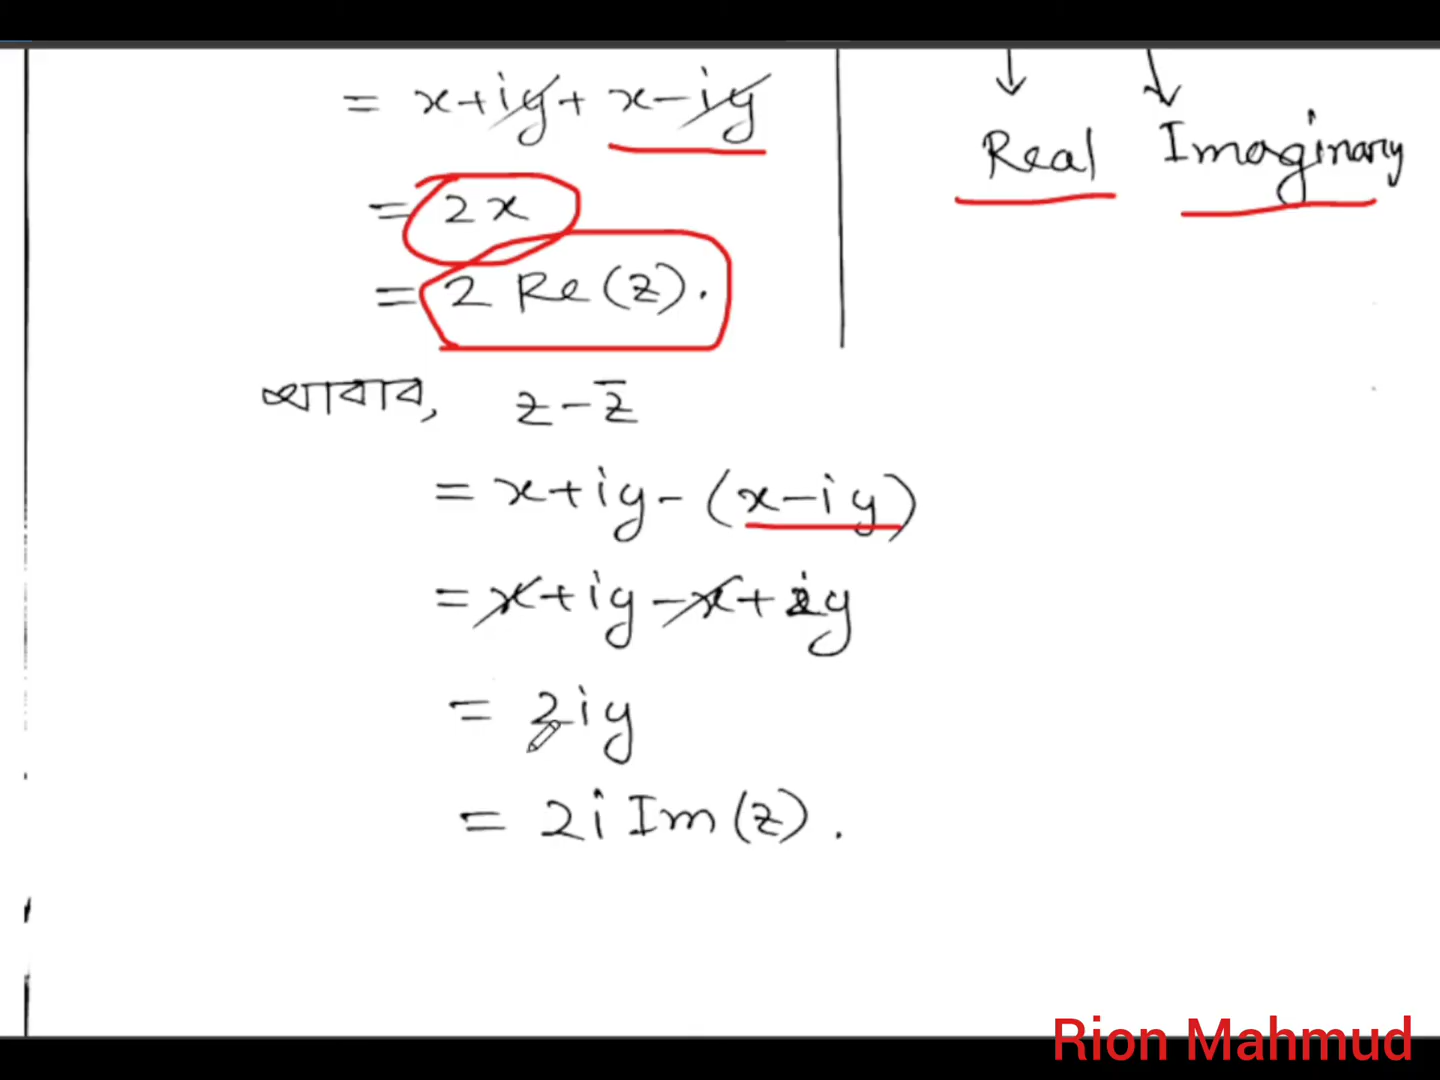 = x+iy+ x-iy
= 2x
= 2 Re(z).
Real Imaginary
আবার, z-z̄
= x+iy-(x-iy)
= x+iy-x+iy
= 2iy
= 2i Im(z).
Rion Mahmud